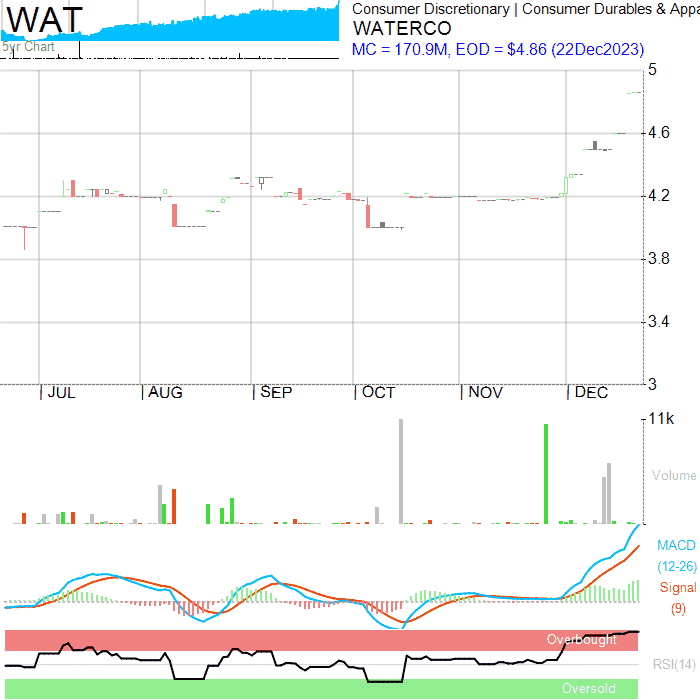 WAT
5yr Chart
Consumer Discretionary | Consumer Durables & Appa
WATERCO
MC = 170.9M, EOD = $4.86 (22Dec2023)
5
4.6
4.2
3.8
3.4
3
JUL AUG SEP OCT NOV DEC
11k
Volume
MACD
(12-26)
Signal
(9)
Overbought
RSI(14)
Oversold